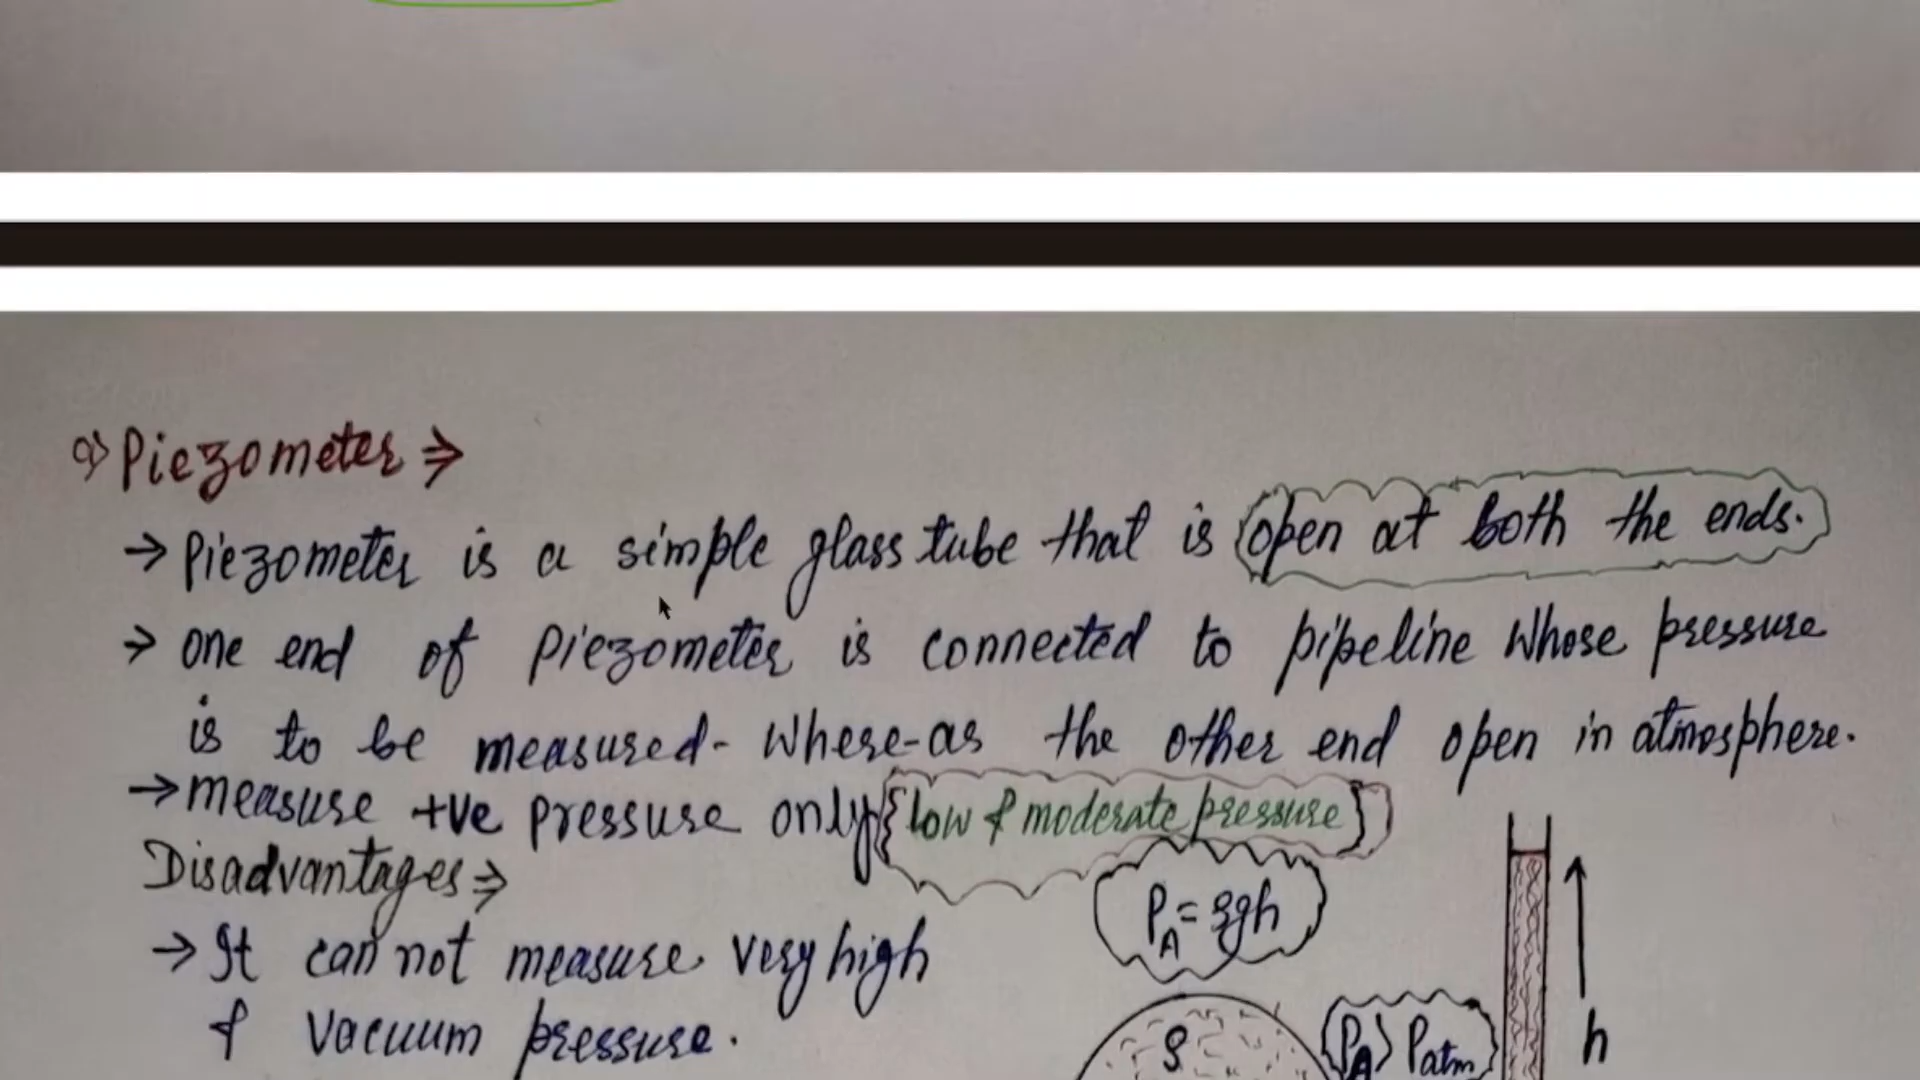 ⇒ Piezometer ⇒
→ Piezometer is a simple glass tube that is open at both the ends.
→ one end of Piezometer is connected to pipeline whose pressure
is to be measured- where-as the other end open in atmosphere.
→ measure +ve pressure only {low & moderate pressure}
Disadvantages ⇒
P_A = ρgh
→ It can not measure very high
& vacuum pressure.
ρ
P_A > Patm
h